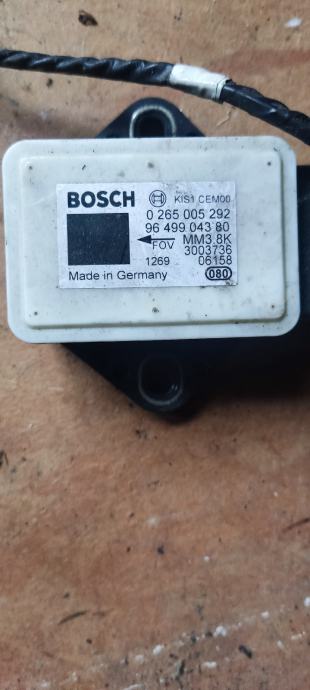 BOSCH KIS1 CEM00
0 265 005 292
96 499 043 80
MM3.8K
FOV 3003736
1269 06158
Made in Germany 080